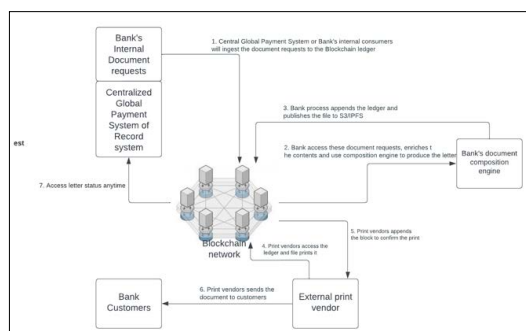 Bank's
Internal
Document
requests
Centralized
Global
Payment
System of
Record
system
1. Central Global Payment System or Bank's internal consumers
will ingest the document requests to the Blockchain ledger
3. Bank process appends the ledger and
publishes the file to S3/IPFS
2. Bank access these document requests, enriches t
he contents and use composition engine to produce the letter
Bank's document
composition
engine
est
7. Access letter status anytime
Blockchain
network
4. Print vendors access the
ledger and file prints it
5. Print vendors appends
the block to confirm the print
6. Print vendors sends the
document to customers
Bank
Customers
External print
vendor